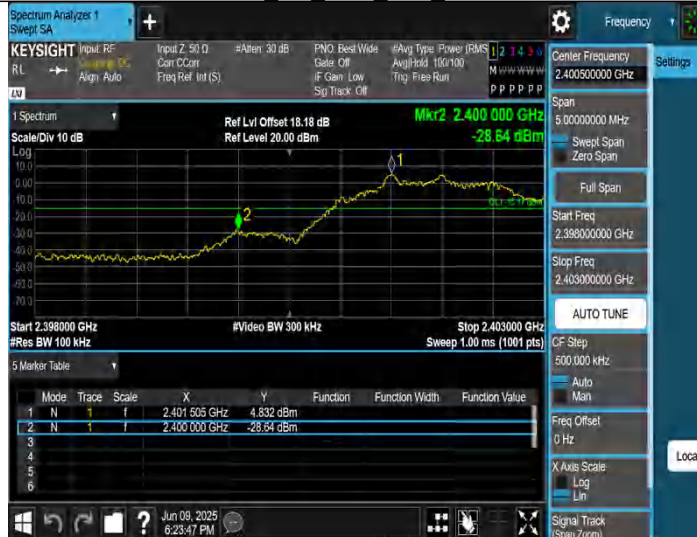 Spectrum Analyzer 1
Swept SA
Frequency
KEYSIGHT
RL
Input: RF
Coupling: DC
Align: Auto
Input Z: 50 Ω
Corr CCorr
Freq Ref: Int (S)
#Atten: 30 dB
PNO: Best Wide
Gate: Off
IF Gain: Low
Sig Track: Off
#Avg Type: Power (RMS
Avg|Hold: 100/100
Trig: Free Run
1 2 3 4 5 6
M W W W W W
P P P P P P
LXI
1 Spectrum
Scale/Div 10 dB
Ref Lvl Offset 18.18 dB
Ref Level 20.00 dBm
Mkr2 2.400 000 GHz
-28.64 dBm
Log
10.0
0.00
-10.0
-30.0
-40.0
-50.0
-60.0
-70.0
1
2
Start 2.398000 GHz
#Res BW 100 kHz
#Video BW 300 kHz
Stop 2.403000 GHz
Sweep 1.00 ms (1001 pts)
5 Marker Table
Mode Trace Scale X Y Function Function Width Function Value
1 N 1 f 2.401 505 GHz 4.832 dBm
2 N 1 f 2.400 000 GHz -28.64 dBm
3
4
5
6
Jun 09, 2025
6:23:47 PM
Center Frequency
2.400500000 GHz
Settings
Span
5.00000000 MHz
Swept Span
Zero Span
Full Span
Start Freq
2.398000000 GHz
Stop Freq
2.403000000 GHz
AUTO TUNE
CF Step
500.000 kHz
Auto
Man
Freq Offset
0 Hz
X Axis Scale
Log
Lin
Loca
Signal Track
(Span Zoom)